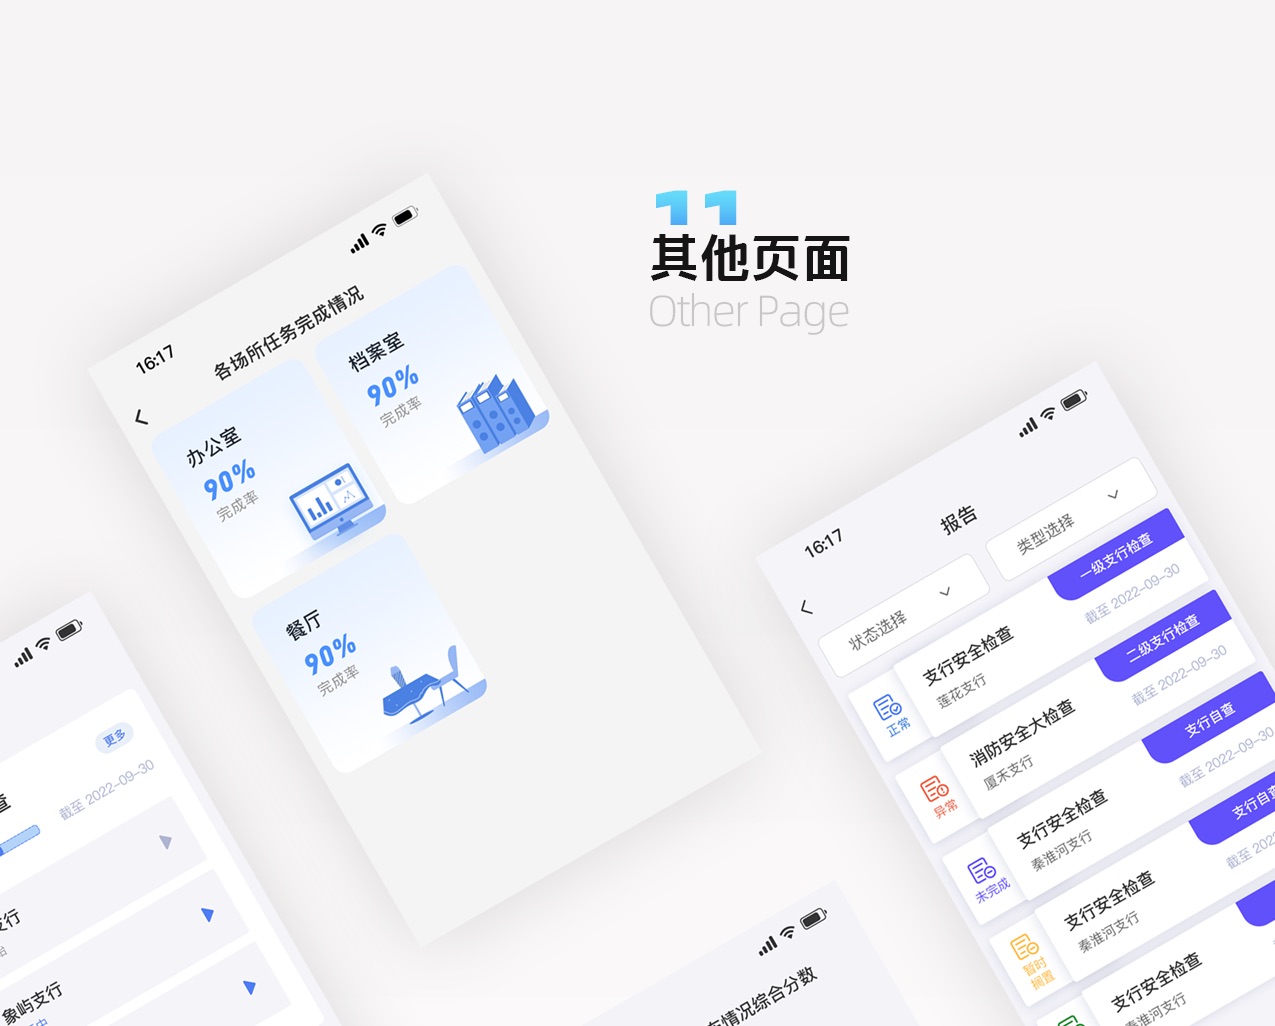 11
其他页面
Other Page
16:17
各场所任务完成情况
办公室
90%
完成率
档案室
90%
完成率
餐厅
90%
完成率
16:17
报告
状态选择
类型选择
一级支行检查
截至 2022-09-30
支行安全检查
莲花支行
正常
二级支行检查
截至 2022-09-30
消防安全大检查
厦禾支行
异常
支行自查
截至 2022-09-30
支行安全检查
秦淮河支行
未完成
支行自查
截至 2022
支行安全检查
秦淮河支行
暂时
搁置
支行安全检查
秦淮河支行
更多
查
截至 2022-09-30
支行
象屿支行
中
情况综合分数